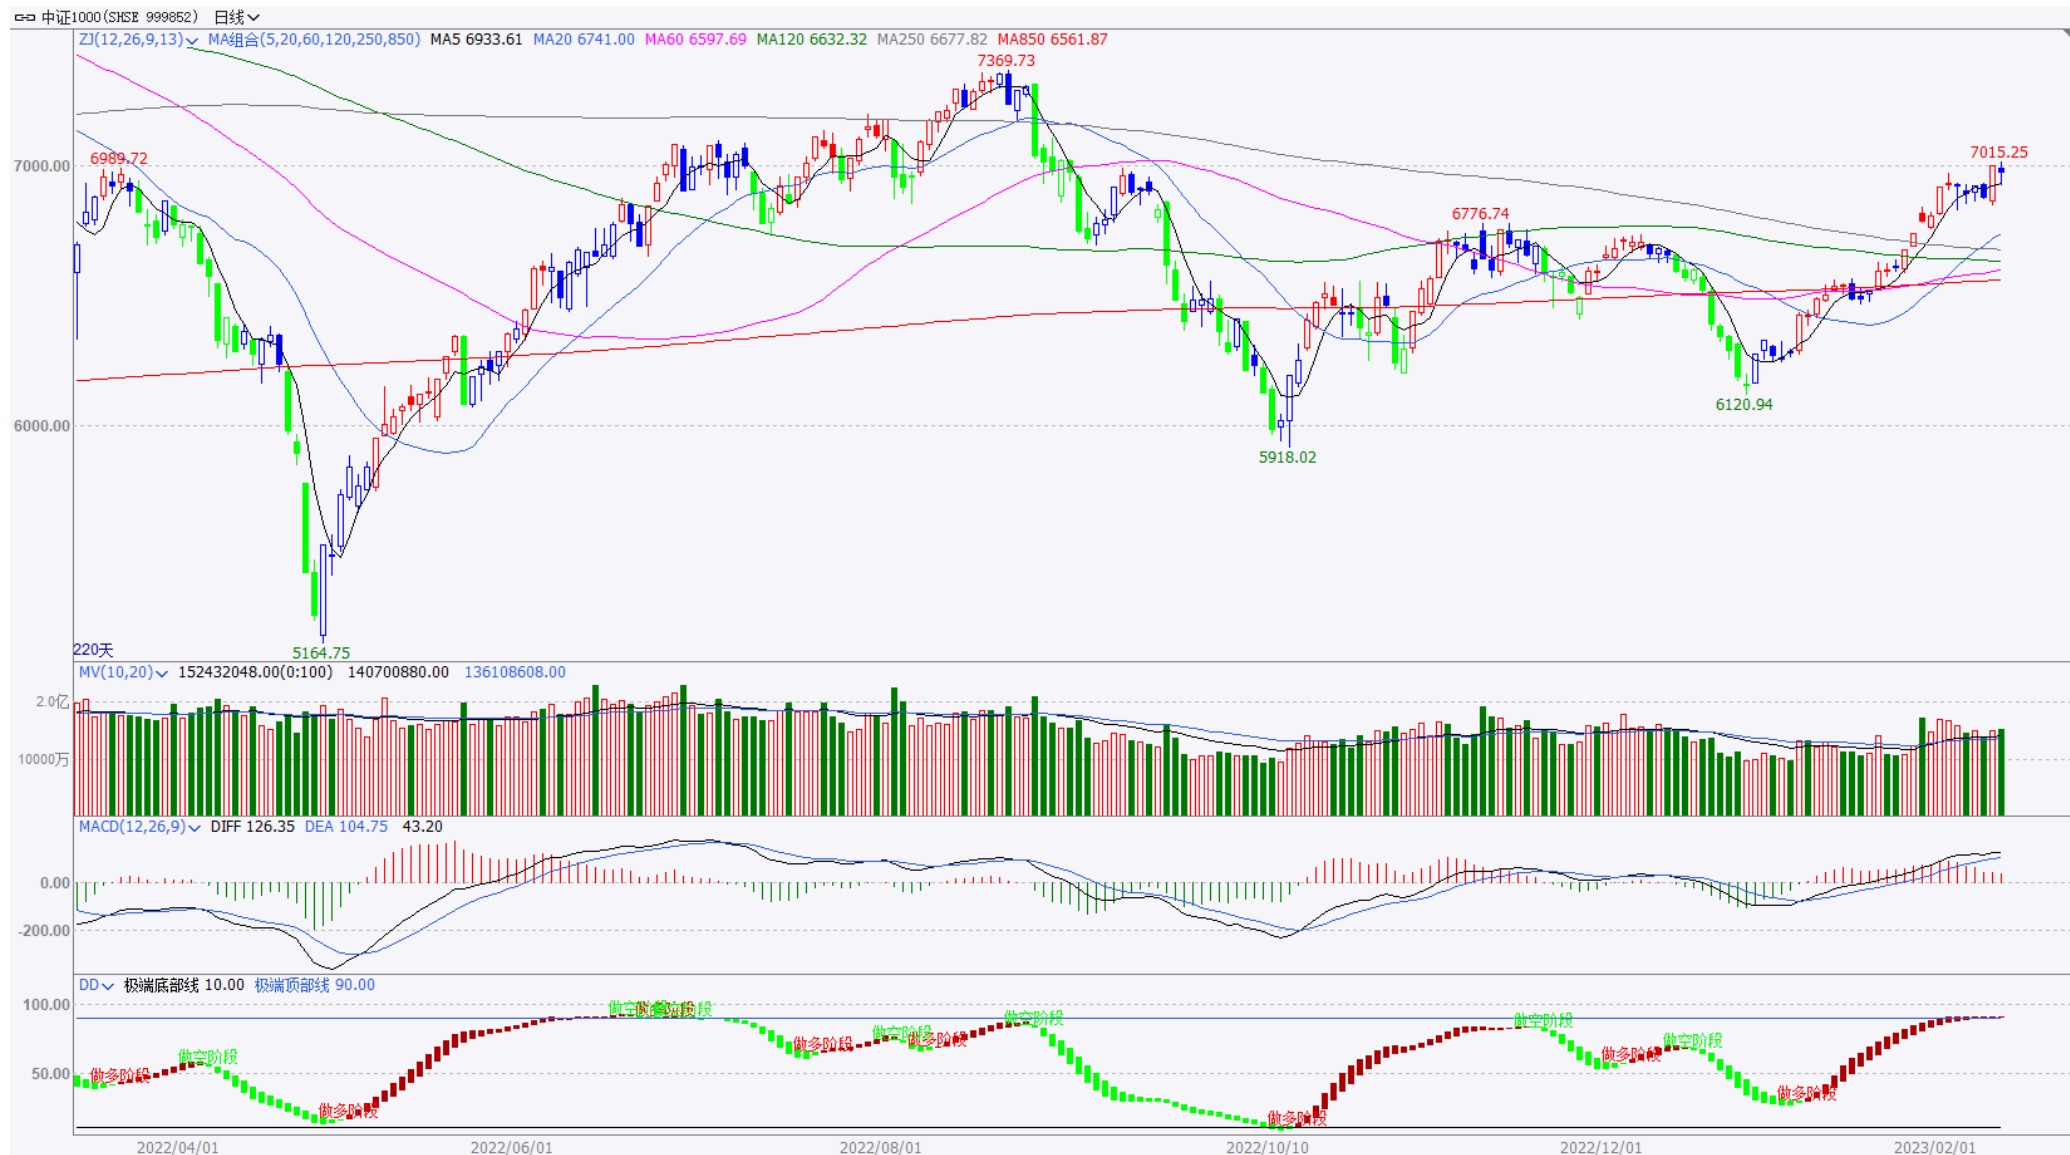 中证1000(SHSE 999852) 日线
ZJ(12,26,9,13) MA组合(5,20,60,120,250,850) MA5 6933.61 MA20 6741.00 MA60 6597.69 MA120 6632.32 MA250 6677.82 MA850 6561.87
7369.73
6989.72
7015.25
7000.00
6776.74
6120.94
6000.00
5918.02
220天
5164.75
MV(10,20) 152432048.00(0:100) 140700880.00 136108608.00
2.0亿
10000万
MACD(12,26,9) DIFF 126.35 DEA 104.75 43.20
0.00
-200.00
DD 极端底部线 10.00 极端顶部线 90.00
100.00
做空阶段
做空阶段
做空阶段
做空阶段
做多阶段
做多阶段
做空阶段
做多阶段
做空阶段
做空阶段
50.00
做多阶段
做多阶段
做多阶段
做多阶段
2022/04/01 2022/06/01 2022/08/01 2022/10/10 2022/12/01 2023/02/01